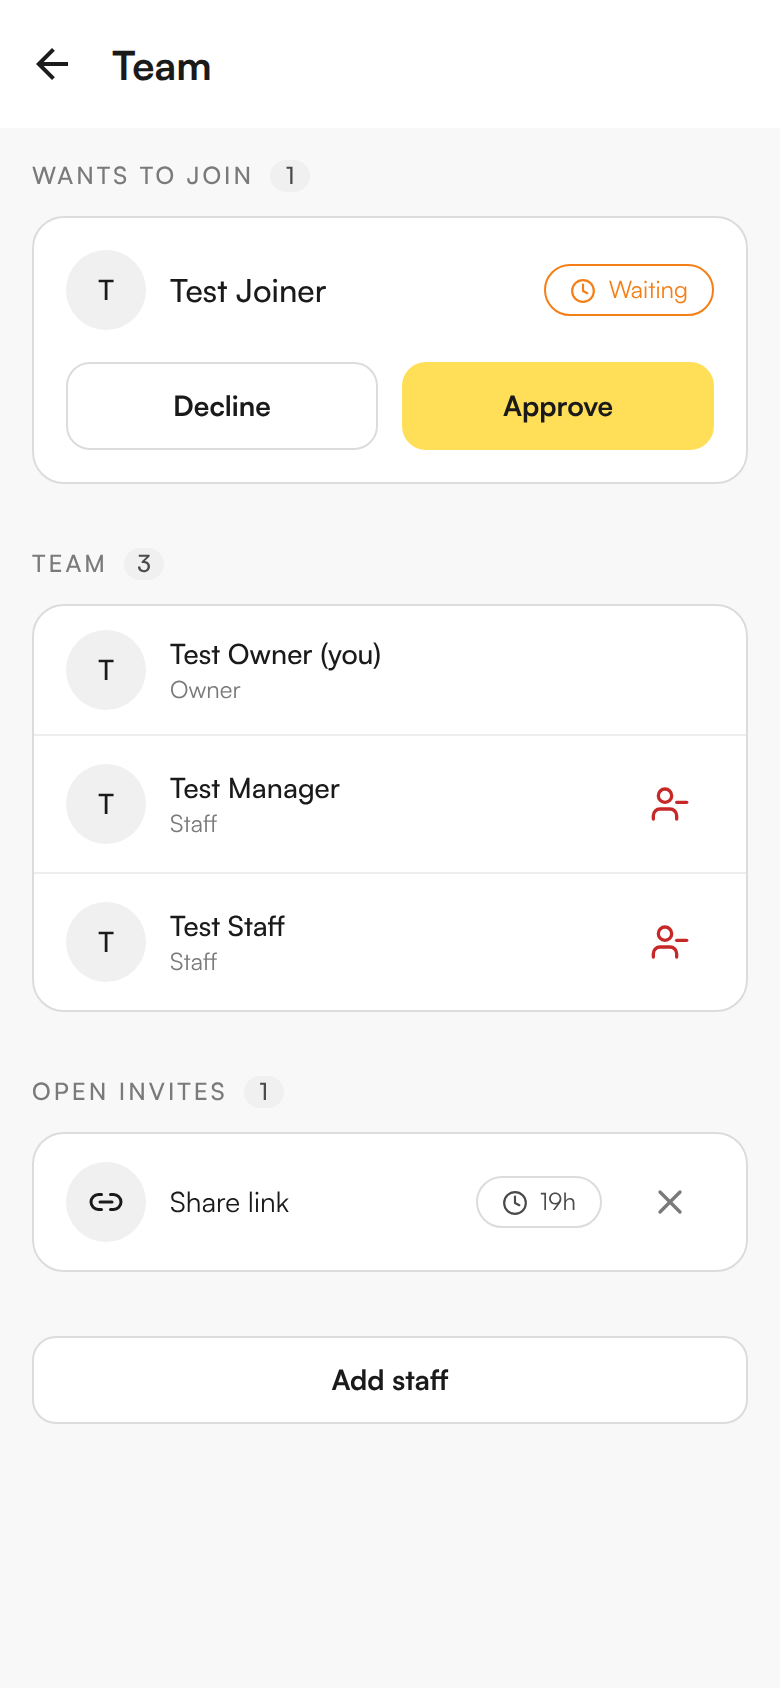 Team
WANTS TO JOIN 1
T Test Joiner Waiting
Decline Approve
TEAM 3
T Test Owner (you)
Owner
T Test Manager
Staff
T Test Staff
Staff
OPEN INVITES 1
Share link 19h
Add staff